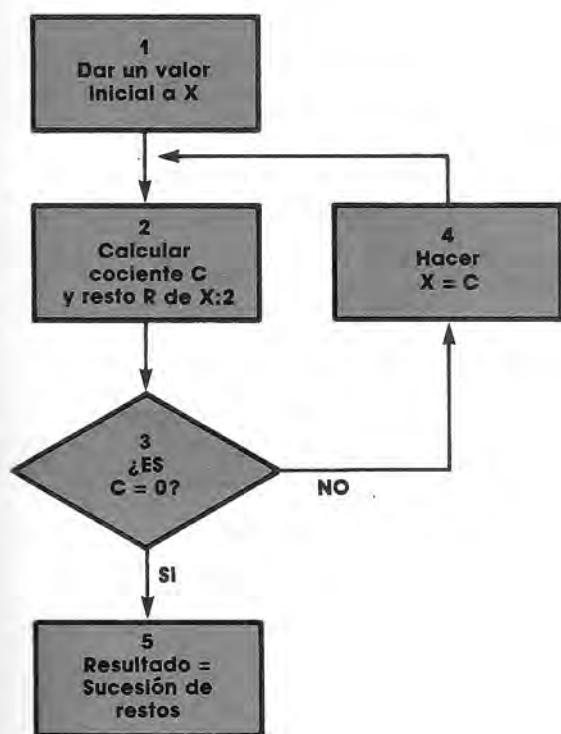 1
Dar un valor
inicial a X
2
Calcular
cociente C
y resto R de X:2
4
Hacer
X = C
3
¿ES
C = 0?
NO
SI
5
Resultado =
Sucesión de
restos